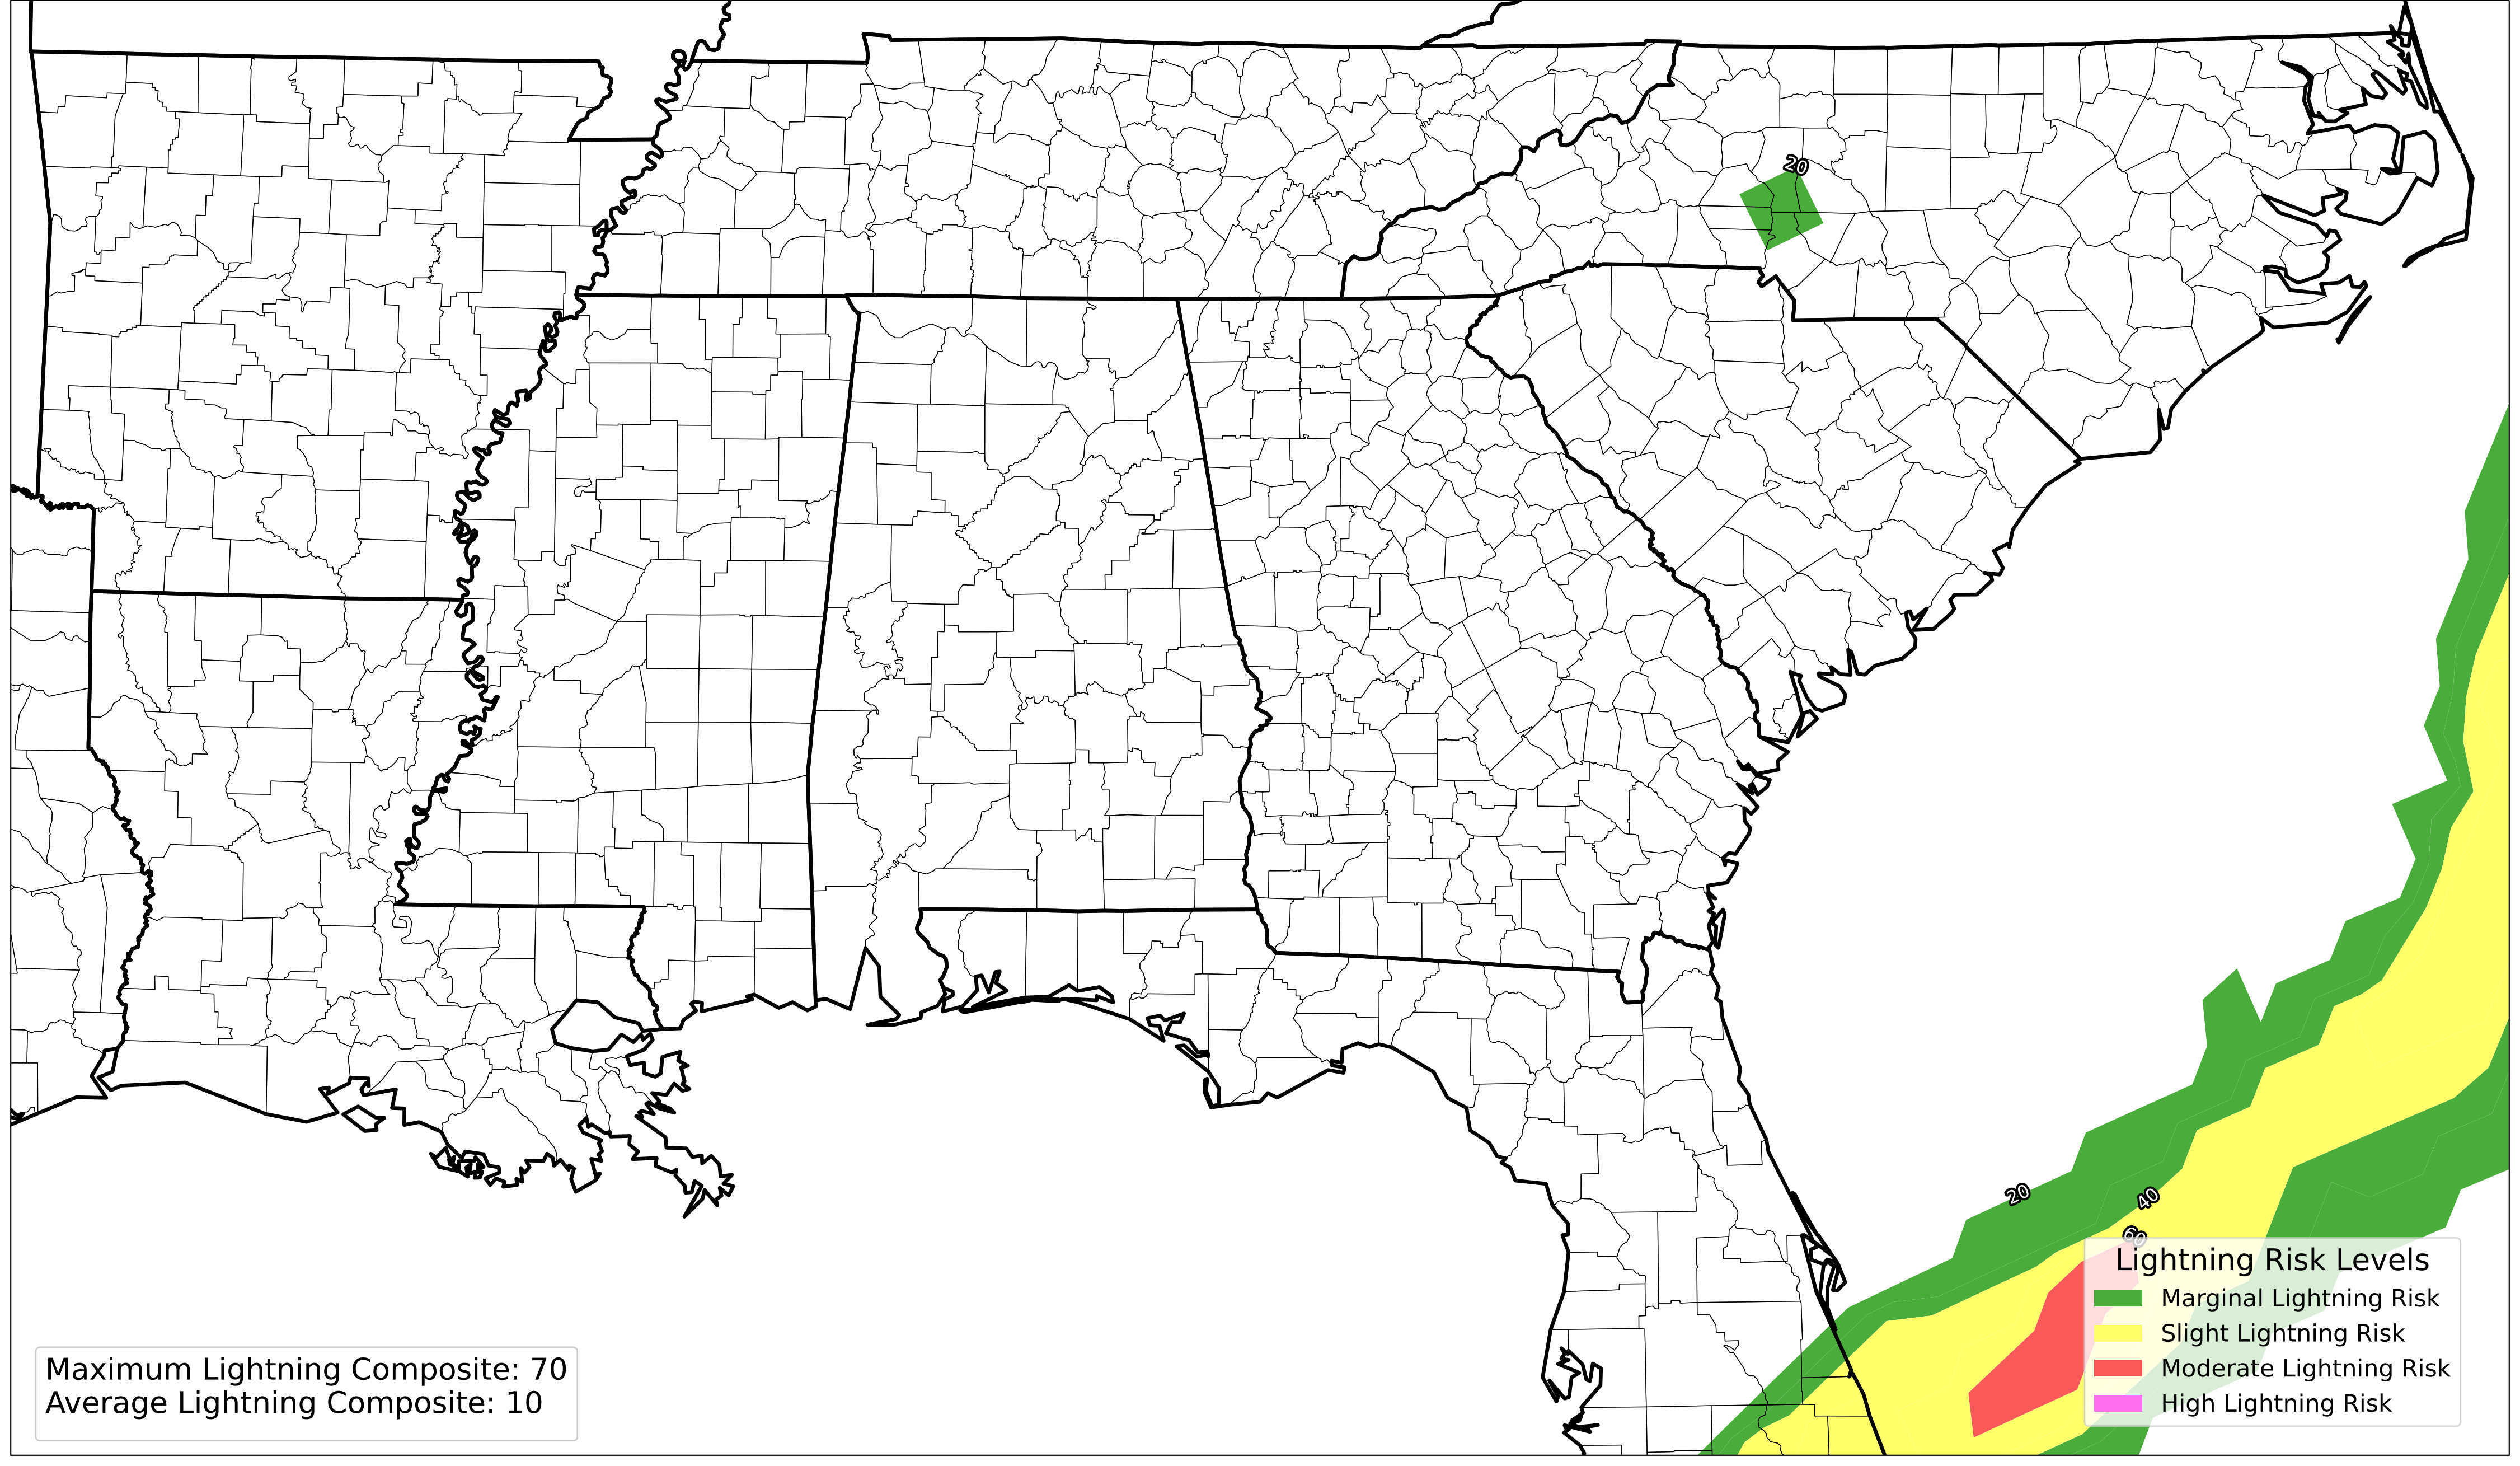 20
20
40
60
Lightning Risk Levels
Marginal Lightning Risk
Slight Lightning Risk
Moderate Lightning Risk
High Lightning Risk
Maximum Lightning Composite: 70
Average Lightning Composite: 10